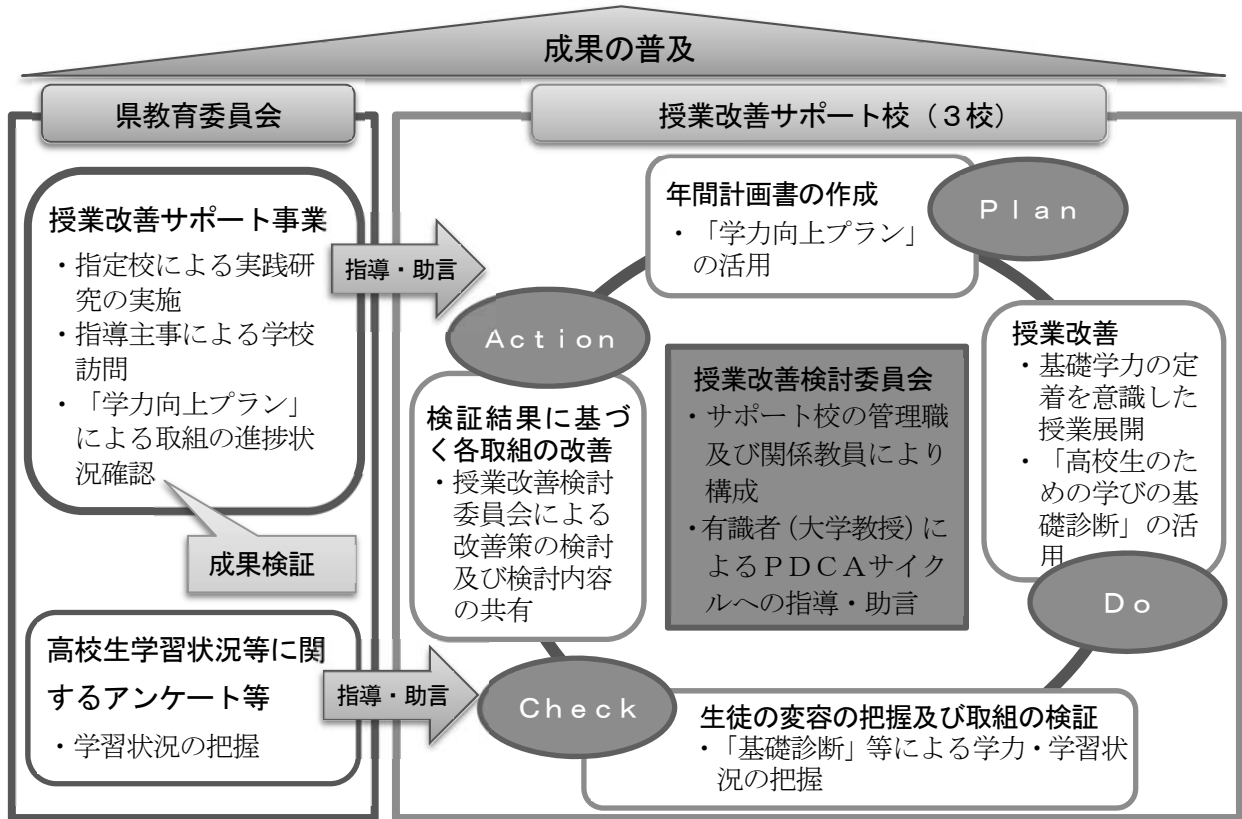 成果の普及
県教育委員会
授業改善サポート事業
・指定校による実践研
究の実施
・指導主事による学校
訪問
・「学力向上プラン」
による取組の進捗状
況確認
成果検証
高校生学習状況等に関
するアンケート等
・学習状況の把握
指導・助言
指導・助言
授業改善サポート校（３校）
年間計画書の作成
・「学力向上プラン」
の活用
Ｐｌａｎ
授業改善
・基礎学力の定
着を意識した
授業展開
・「高校生のた
めの学びの基
礎診断」の活
用
Ｄｏ
生徒の変容の把握及び取組の検証
・「基礎診断」等による学力・学習状
況の把握
Ｃｈｅｃｋ
検証結果に基づ
く各取組の改善
・授業改善検討
委員会による
改善策の検討
及び検討内容
の共有
Ａｃｔｉｏｎ
授業改善検討委員会
・サポート校の管理職
及び関係教員により
構成
・有識者（大学教授）に
よるＰＤＣＡサイク
ルへの指導・助言